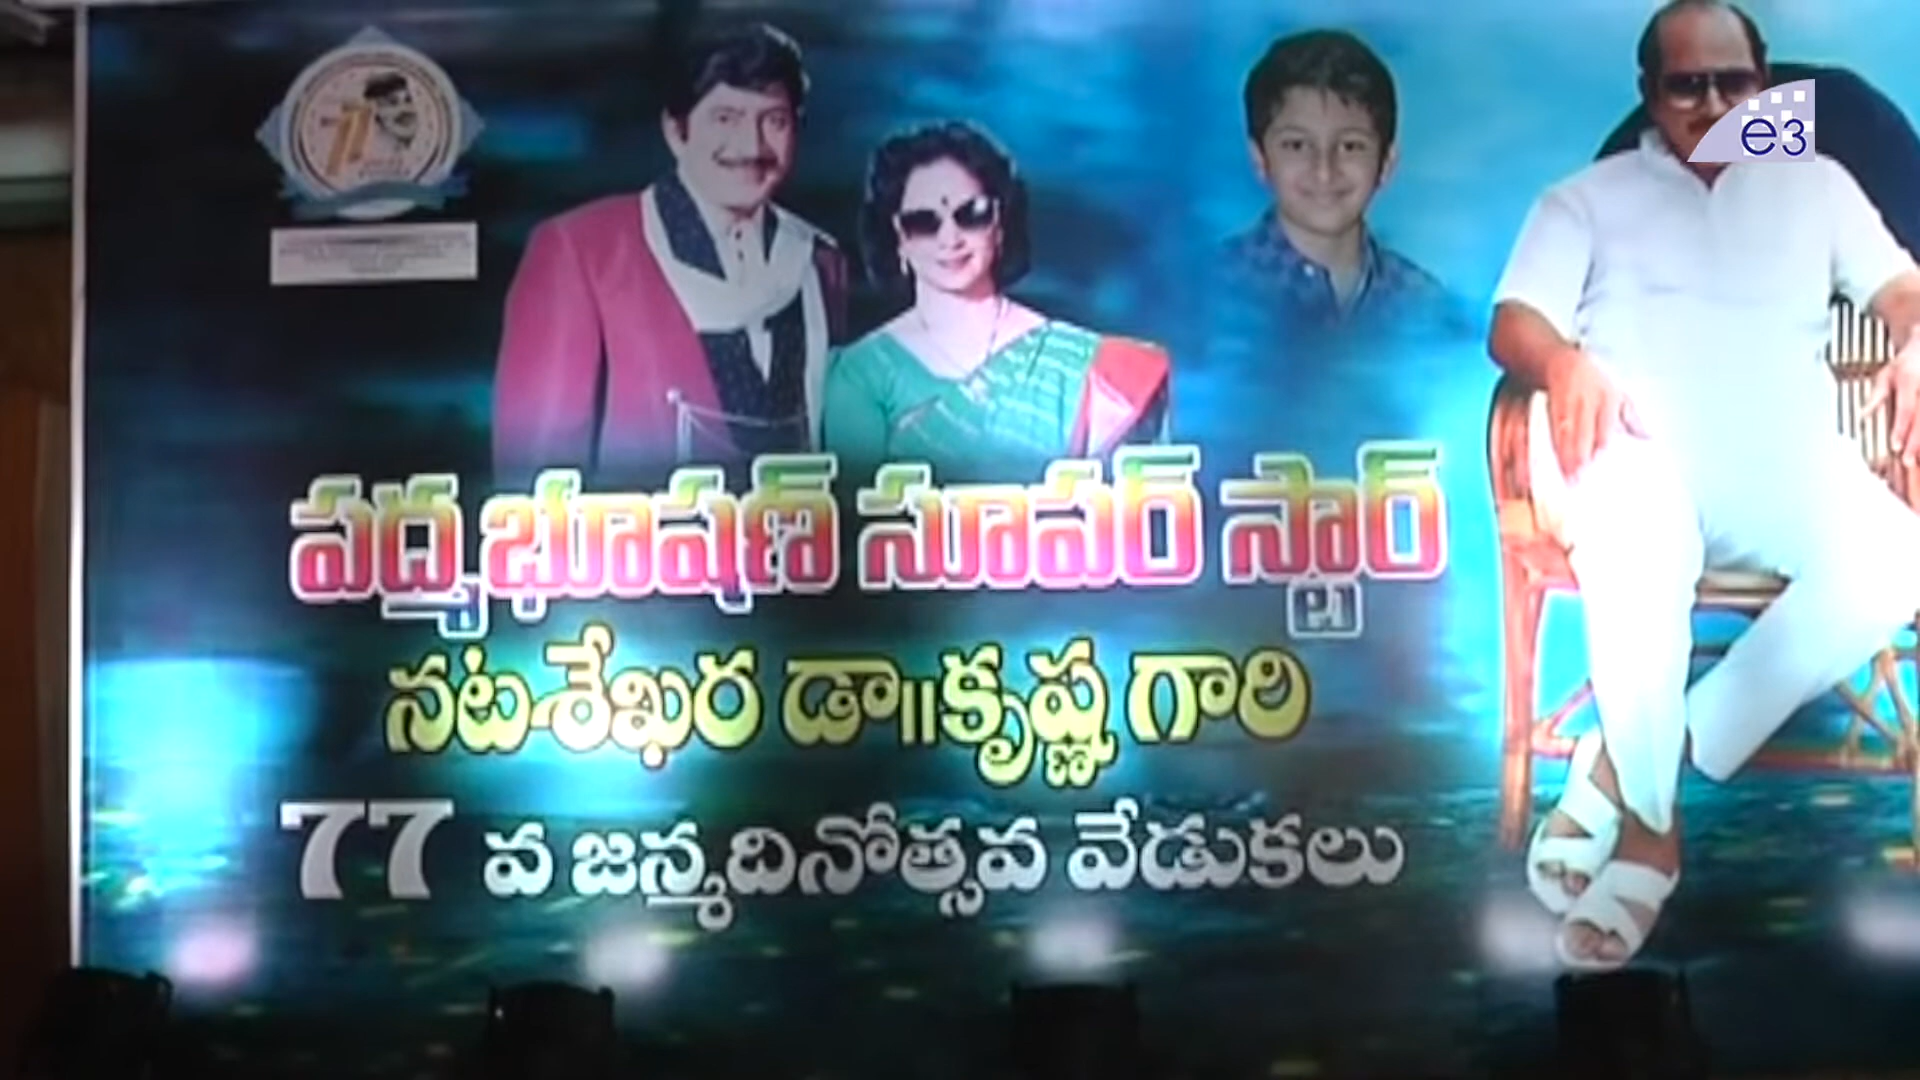 e3
పద్మభూషణ్ సూపర్ స్టార్
నటశేఖర డా||కృష్ణ గారి
77 వ జన్మదినోత్సవ వేడుకలు